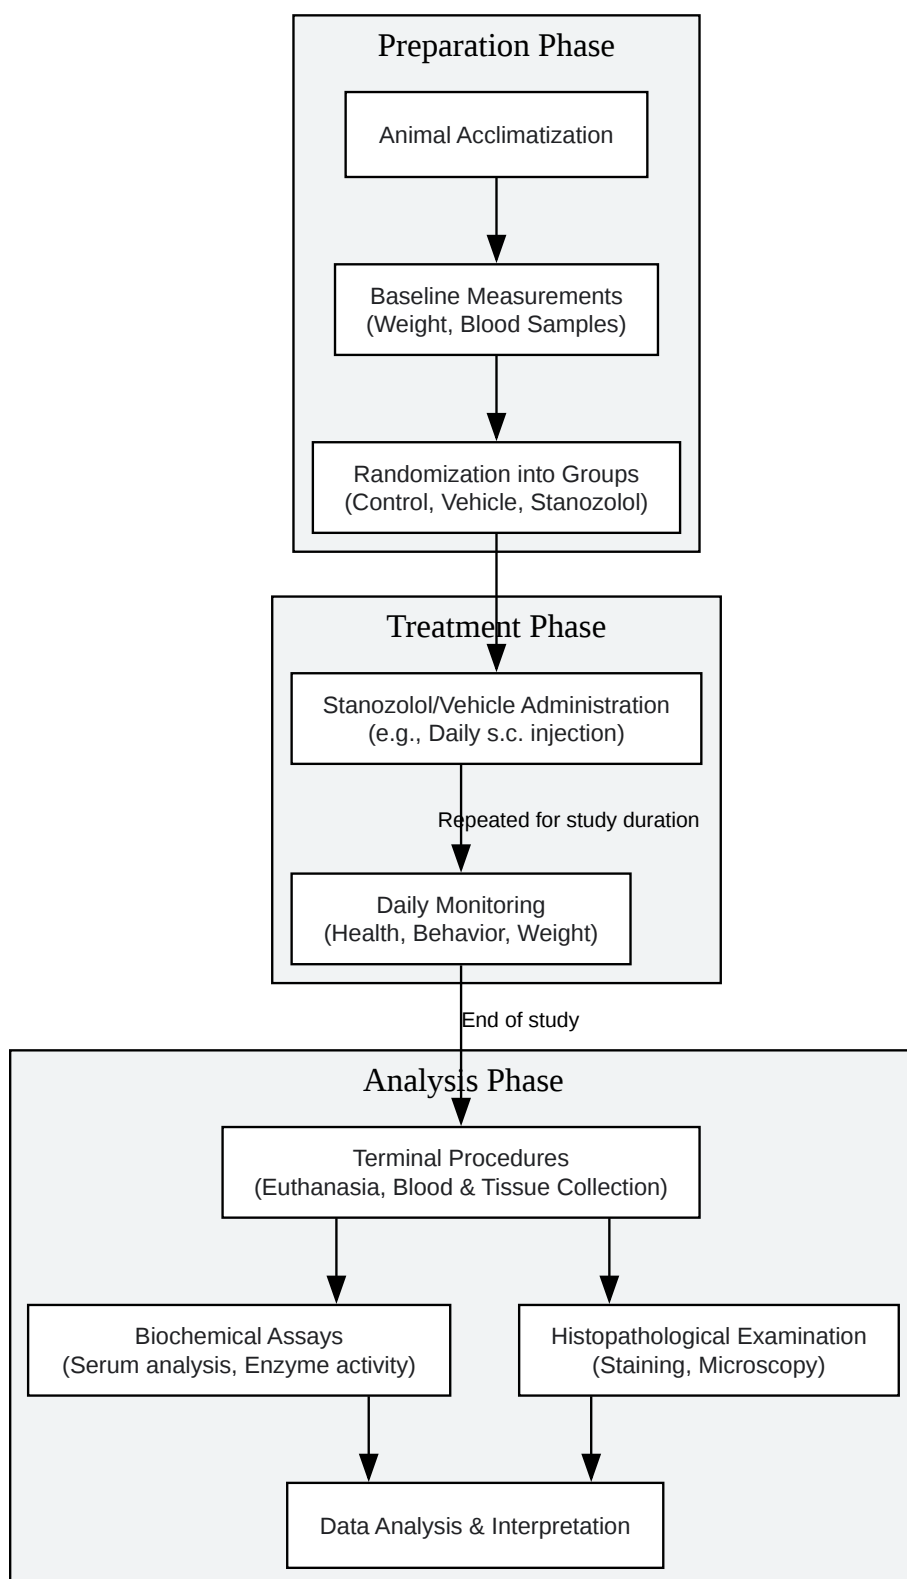 Preparation Phase
Animal Acclimatization
Baseline Measurements
(Weight, Blood Samples)
Randomization into Groups
(Control, Vehicle, Stanozolol)
Treatment Phase
Stanozolol/Vehicle Administration
(e.g., Daily s.c. injection)
Repeated for study duration
Daily Monitoring
(Health, Behavior, Weight)
End of study
Analysis Phase
Terminal Procedures
(Euthanasia, Blood & Tissue Collection)
Biochemical Assays
(Serum analysis, Enzyme activity)
Histopathological Examination
(Staining, Microscopy)
Data Analysis & Interpretation